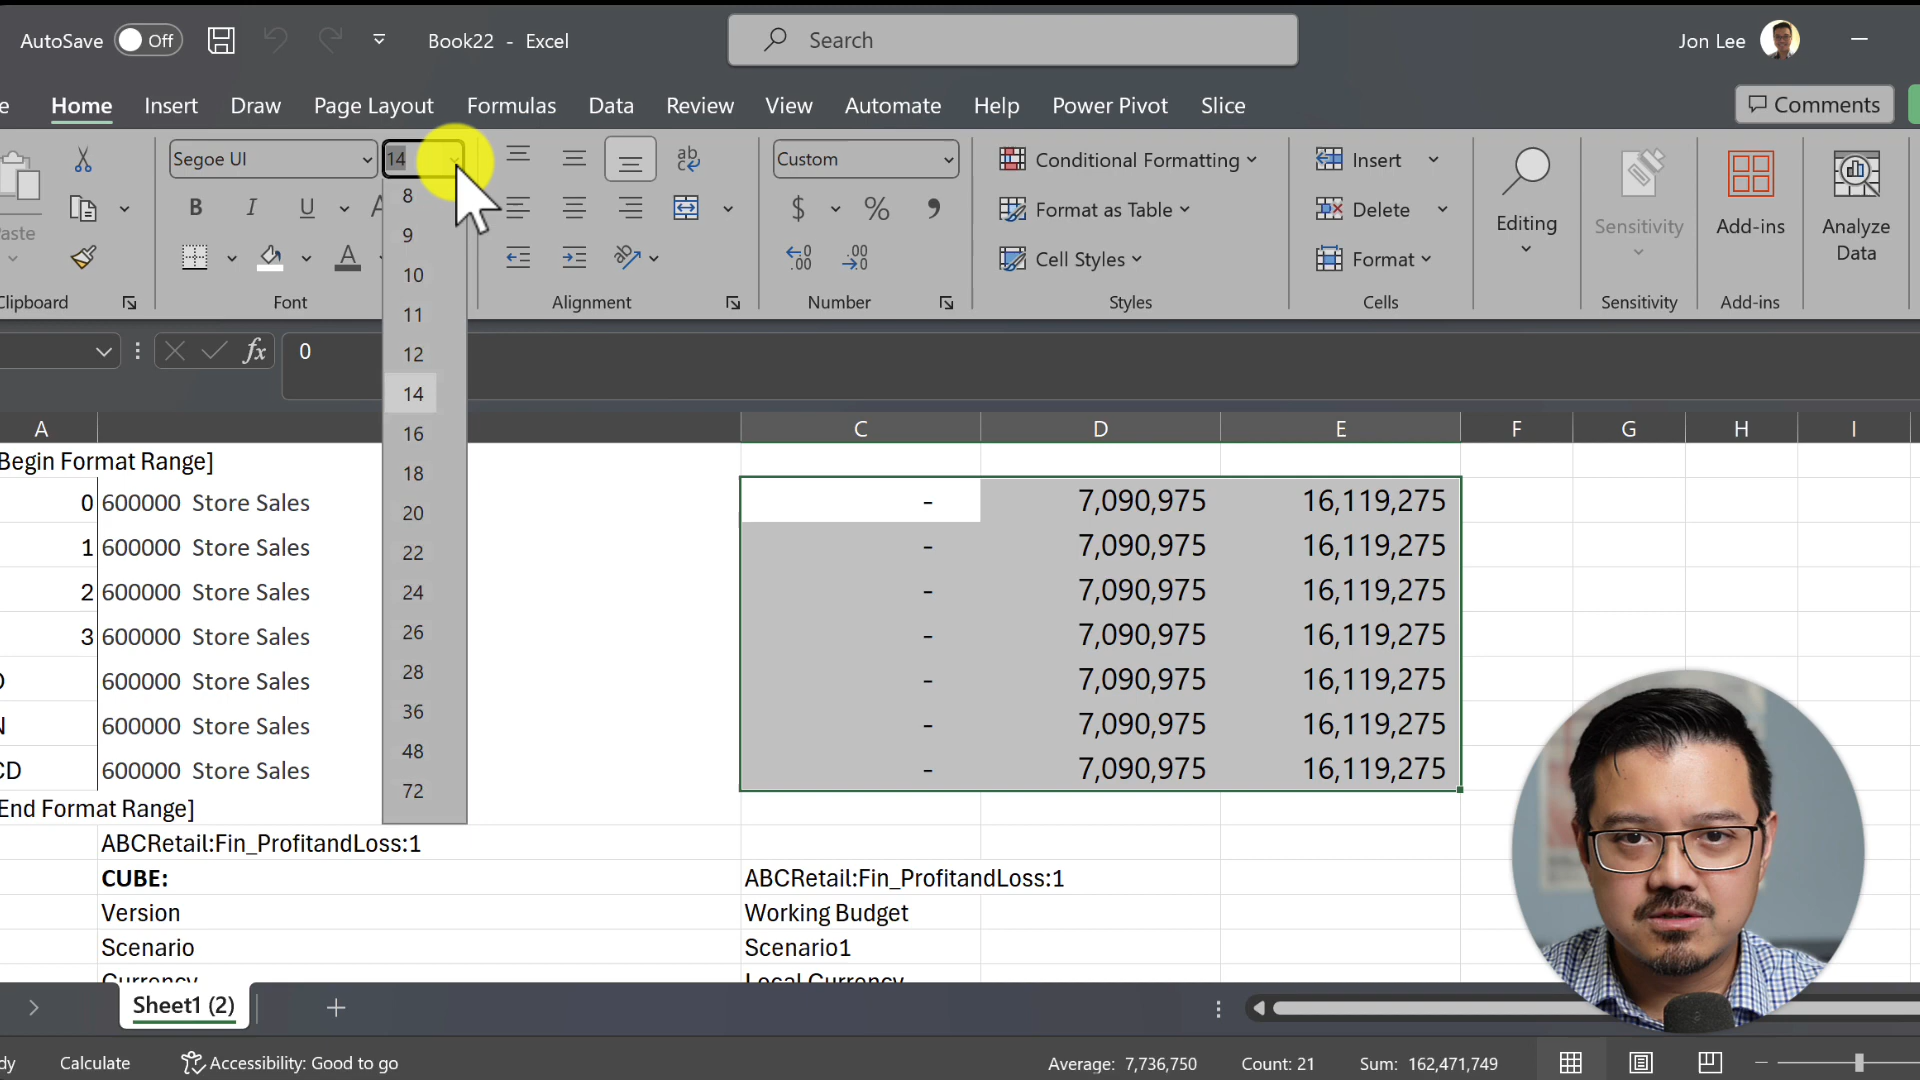 AutoSave Off Book22 - Excel Search Jon Lee
Home Insert Draw Page Layout Formulas Data Review View Automate Help Power Pivot Slice Comments
Segoe UI 14 Custom Conditional Formatting Insert
8
B I U $ % Format as Table Delete Editing Sensitivity Add-ins Analyze Data
9
Cell Styles Format
10
Font Alignment Number Styles Cells Sensitivity Add-ins
11
fx 0
12
14
A C D E F G H I
16
Begin Format Range]
18
0 600000 Store Sales - 7,090,975 16,119,275
20
1 600000 Store Sales - 7,090,975 16,119,275
22
2 600000 Store Sales - 7,090,975 16,119,275
24
3 600000 Store Sales - 7,090,975 16,119,275
26
600000 Store Sales - 7,090,975 16,119,275
28
N 600000 Store Sales - 7,090,975 16,119,275
36
CD 600000 Store Sales - 7,090,975 16,119,275
48
72
End Format Range]
ABCRetail:Fin_ProfitandLoss:1
CUBE: ABCRetail:Fin_ProfitandLoss:1
Version Working Budget
Scenario Scenario1
Currency Local Currency
Sheet1 (2)
Calculate Accessibility: Good to go Average: 7,736,750 Count: 21 Sum: 162,471,749